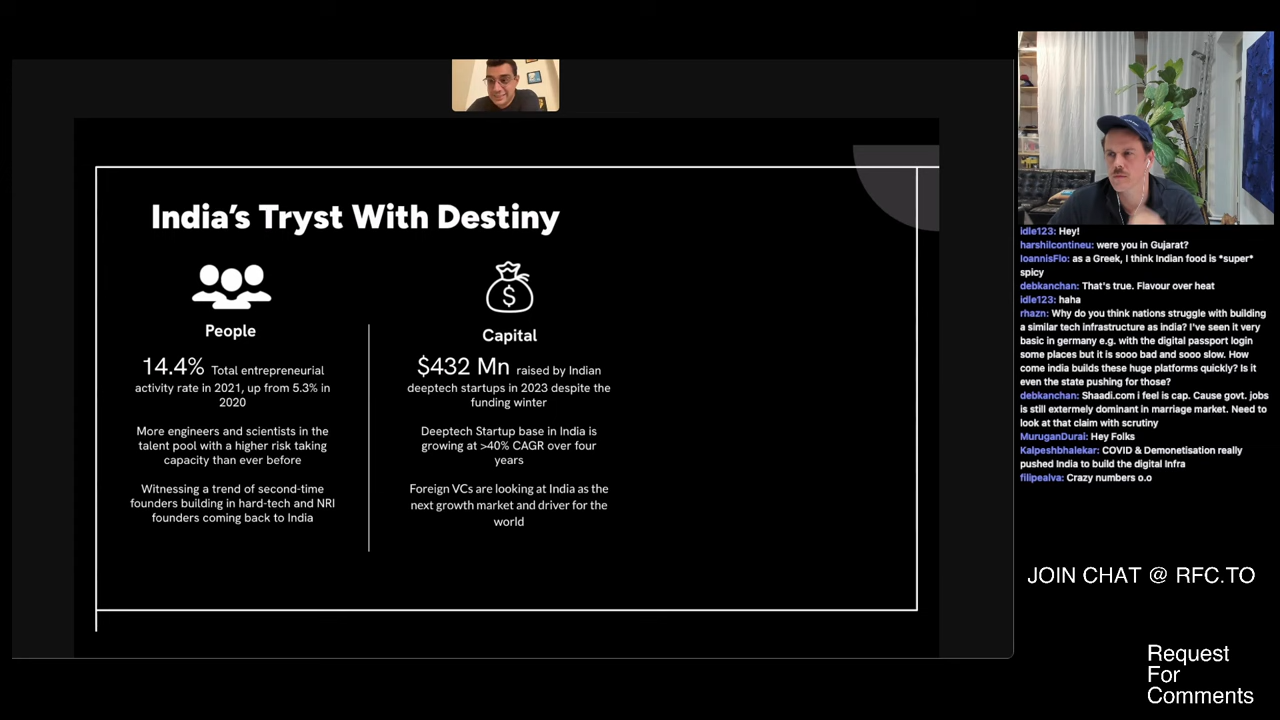 India's Tryst With Destiny
People
14.4% Total entrepreneurial
activity rate in 2021, up from 5.3% in
2020
More engineers and scientists in the
talent pool with a higher risk taking
capacity than ever before
Witnessing a trend of second-time
founders building in hard-tech and NRI
founders coming back to India
$
Capital
$432 Mn raised by Indian
deeptech startups in 2023 despite the
funding winter
Deeptech Startup base in India is
growing at >40% CAGR over four
years
Foreign VCs are looking at India as the
next growth market and driver for the
world
idle123: Hey!
harshilcontineu: were you in Gujarat?
IoannisFlo: as a Greek, I think Indian food is *super*
spicy
debkanchan: That's true. Flavour over heat
idle123: haha
rhazn: Why do you think nations struggle with building
a similar tech infrastructure as india? I've seen it very
basic in germany e.g. with the digital passport login
some places but it is sooo bad and sooo slow. How
come india builds these huge platforms quickly? Is it
even the state pushing for those?
debkanchan: Shaadi.com i feel is cap. Cause govt. jobs
is still extermely dominant in marriage market. Need to
look at that claim with scrutiny
MuruganDurai: Hey Folks
Kalpeshbhalekar: COVID & Demonetisation really
pushed India to build the digital Infra
filipealva: Crazy numbers o.o
JOIN CHAT @ RFC.TO
Request
For
Comments